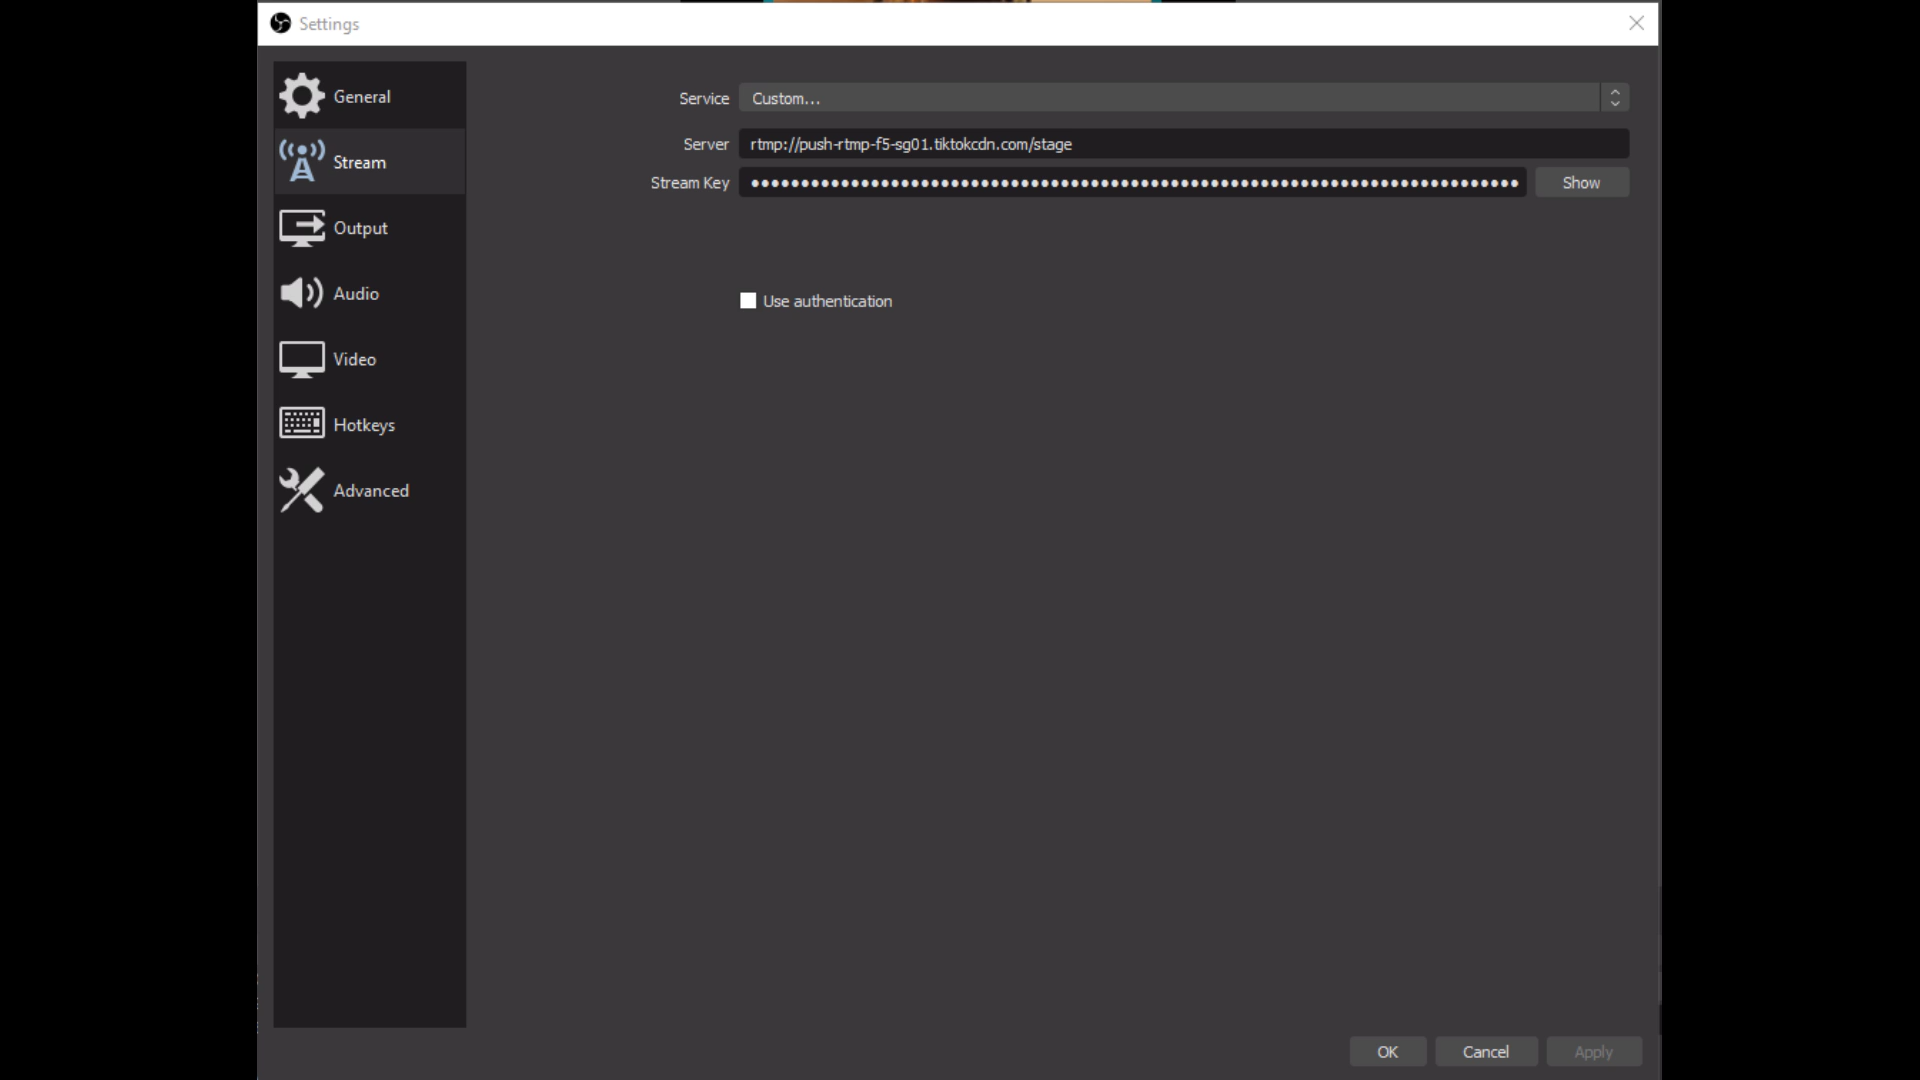 Settings
General
Stream
Output
Audio
Video
Hotkeys
Advanced
Service
Custom...
Server
rtmp://push-rtmp-f5-sg01.tiktokcdn.com/stage
Stream Key
●●●●●●●●●●●●●●●●●●●●●●●●●●●●●●●●●●●●●●●●●●●●●●●●●●●●●●●●●●●●●●●●●●●●●●●●●●●●●
Show
Use authentication
OK
Cancel
Apply